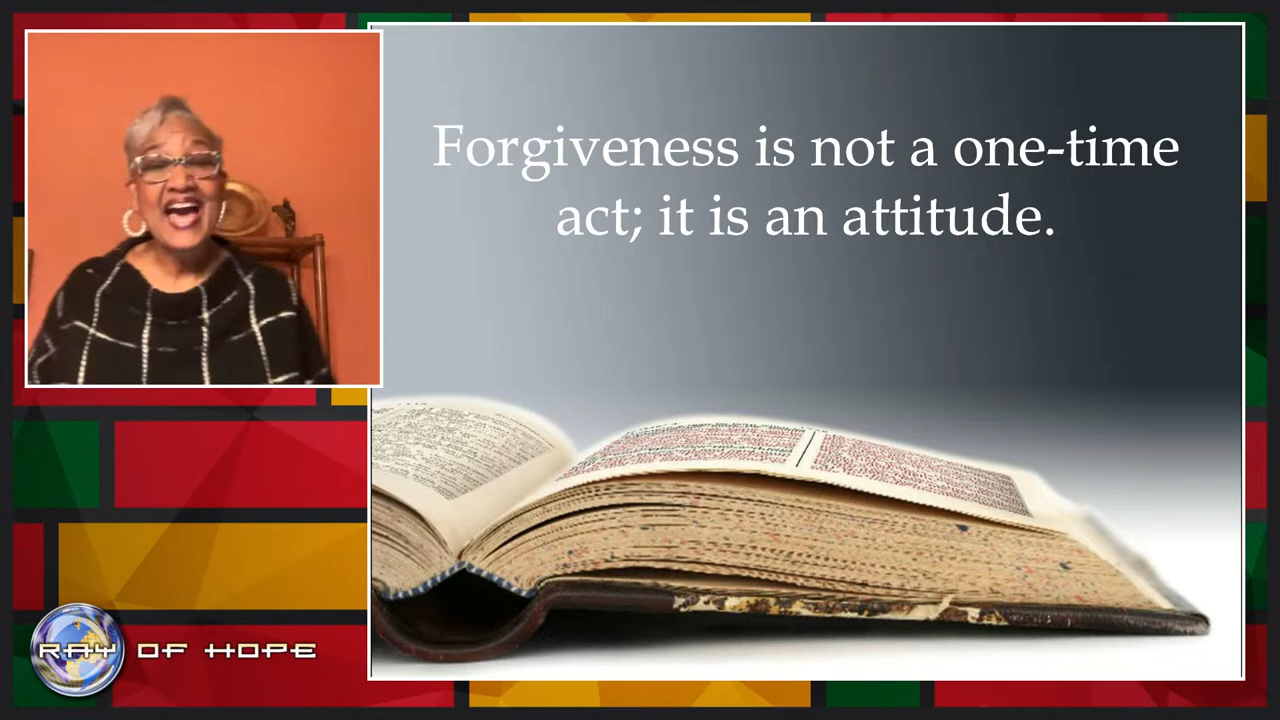 Forgiveness is not a one-time
act; it is an attitude.
RAY OF HOPE